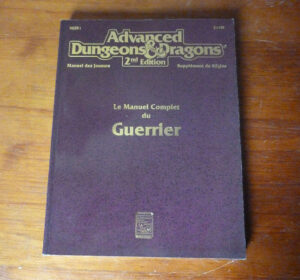 Advanced
Dungeons & Dragons®
2nd Edition
Manuel des Joueurs
Supplément de Règles
Le Manuel Complet
du
Guerrier